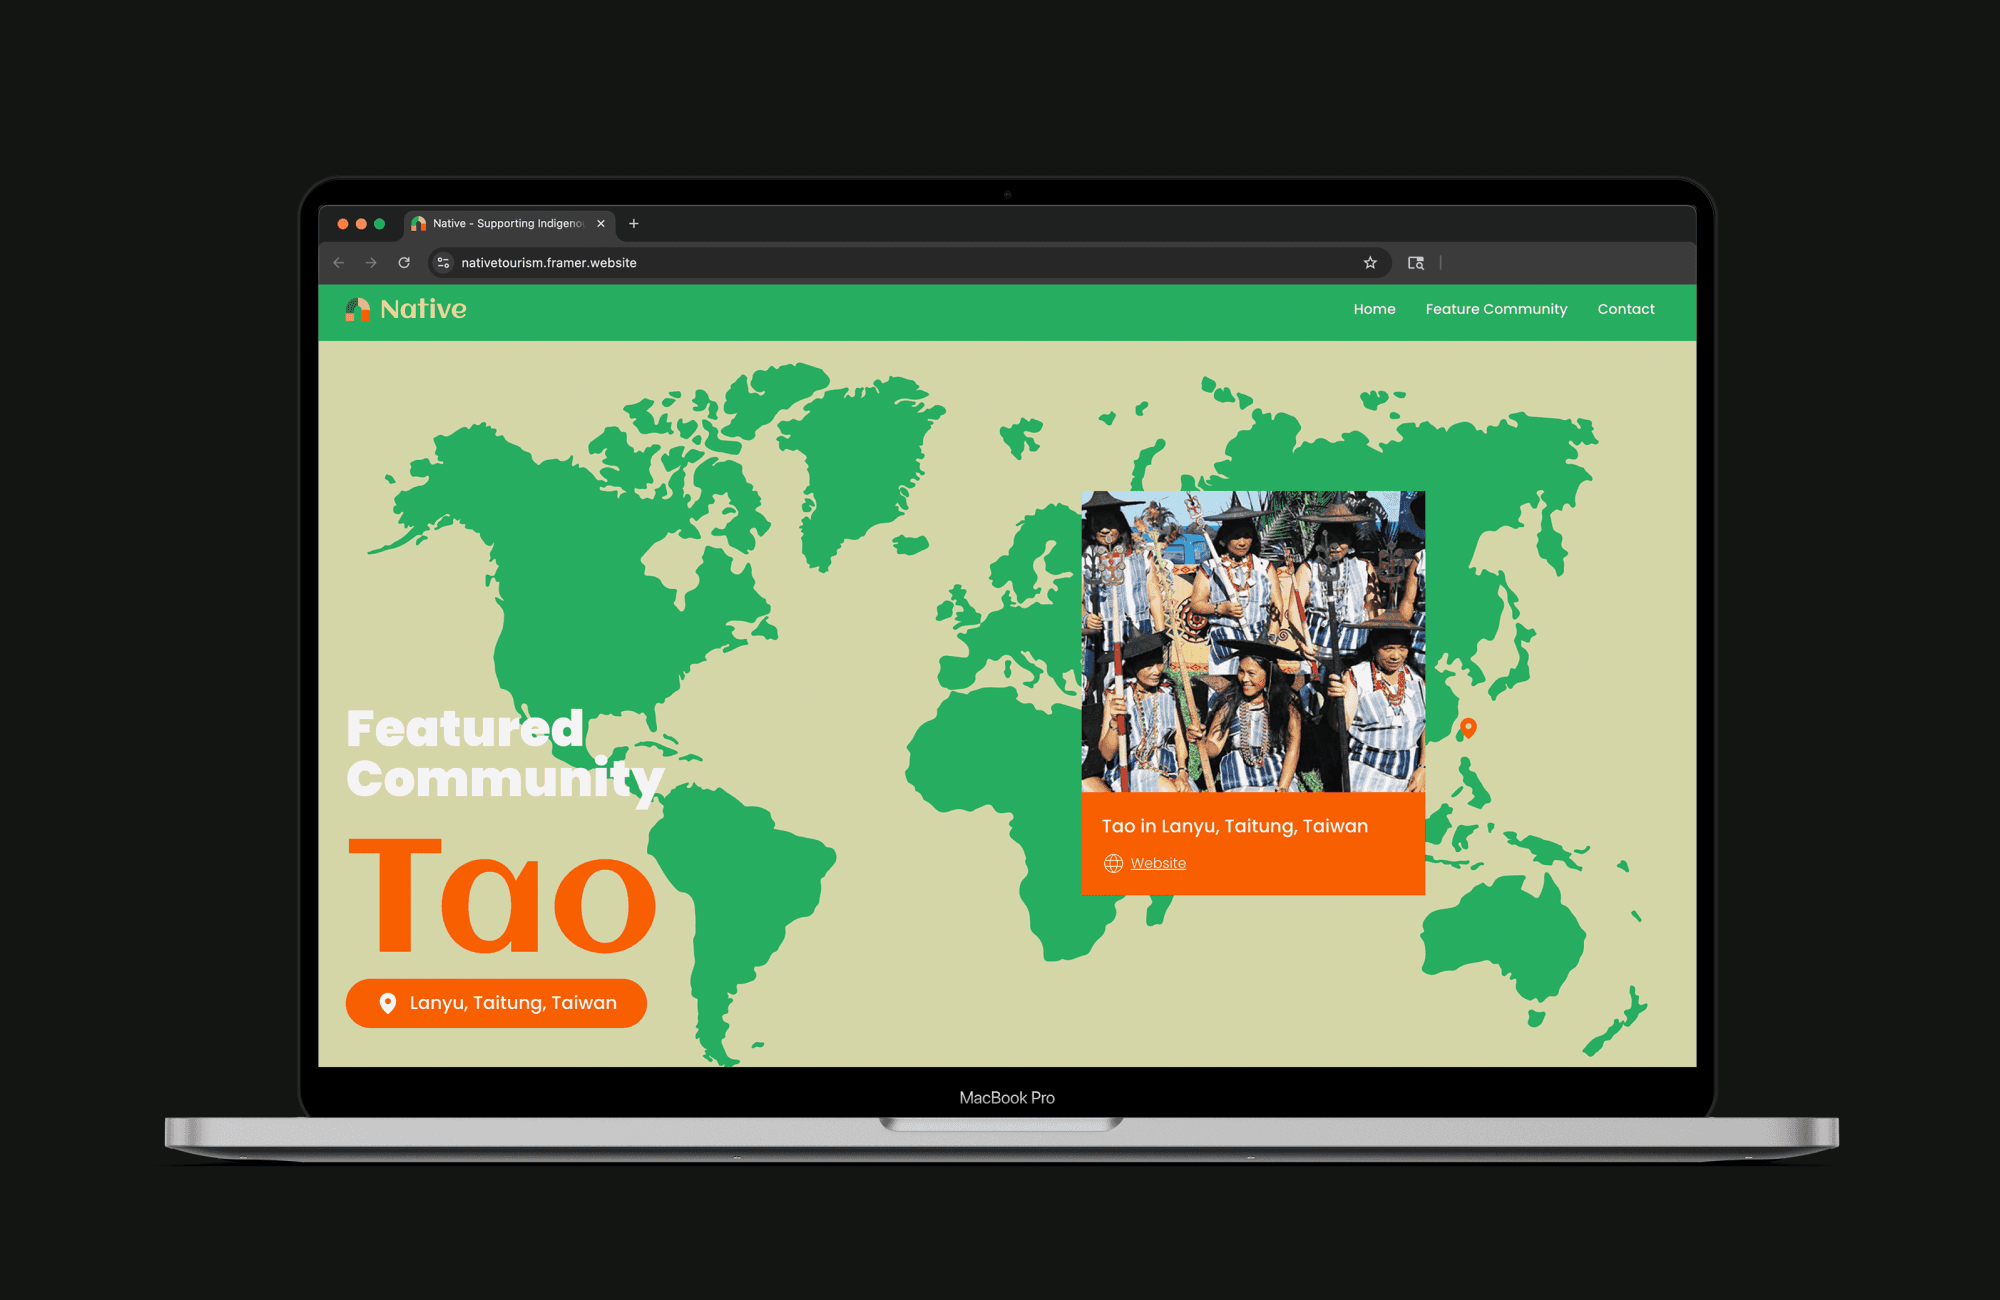 Native - Supporting Indigeno
nativetourism.framer.website
Native
Home
Feature Community
Contact
Featured
Community
Tao
Lanyu, Taitung, Taiwan
Tao in Lanyu, Taitung, Taiwan
Website
MacBook Pro